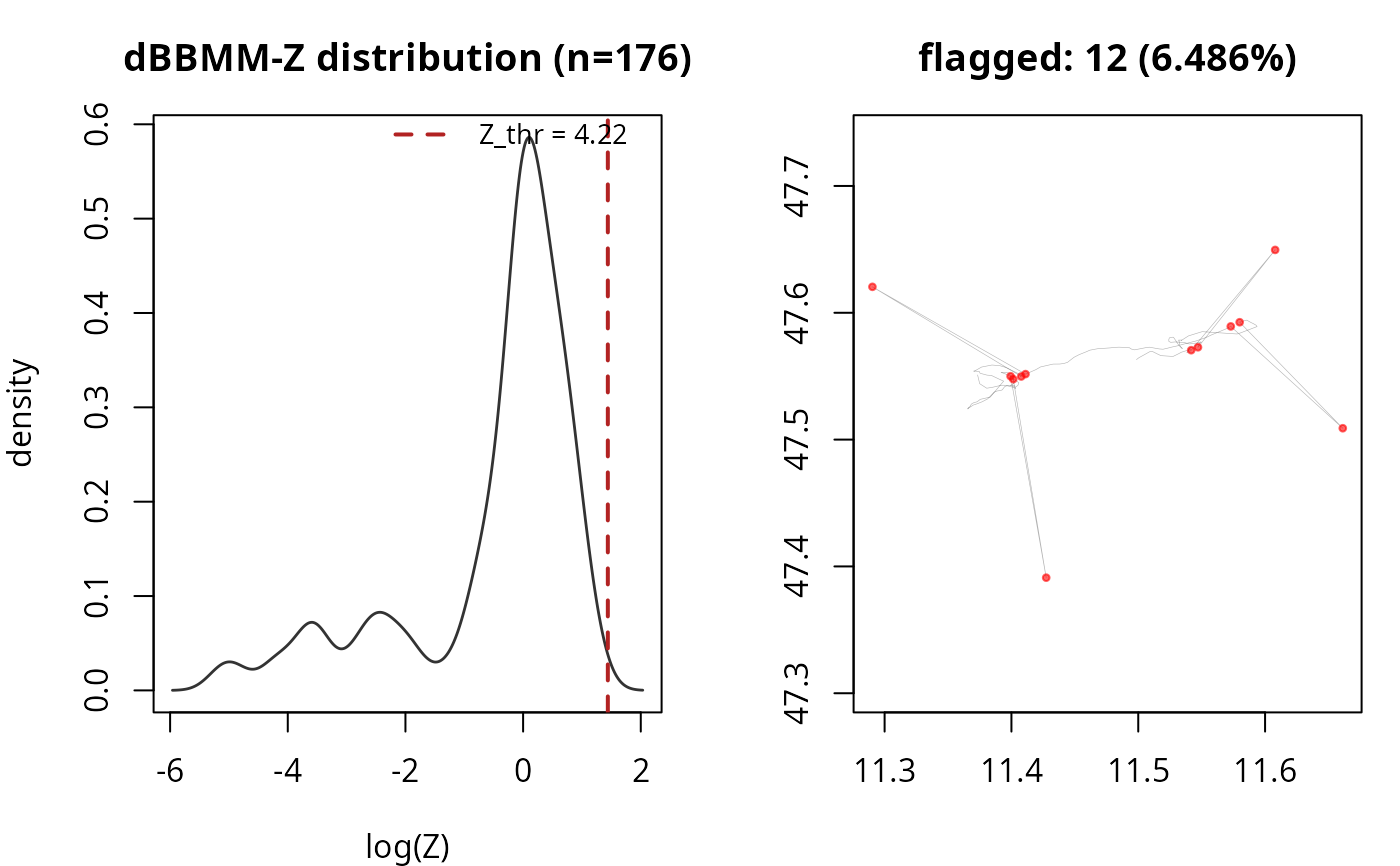 dBBMM-Z distribution (n=176)
Z_thr = 4.22
density
0.6
0.5
0.4
0.3
0.2
0.1
0.0
-6 -4 -2 0 2
log(Z)
flagged: 12 (6.486%)
47.7
47.6
47.5
47.4
47.3
11.3 11.4 11.5 11.6